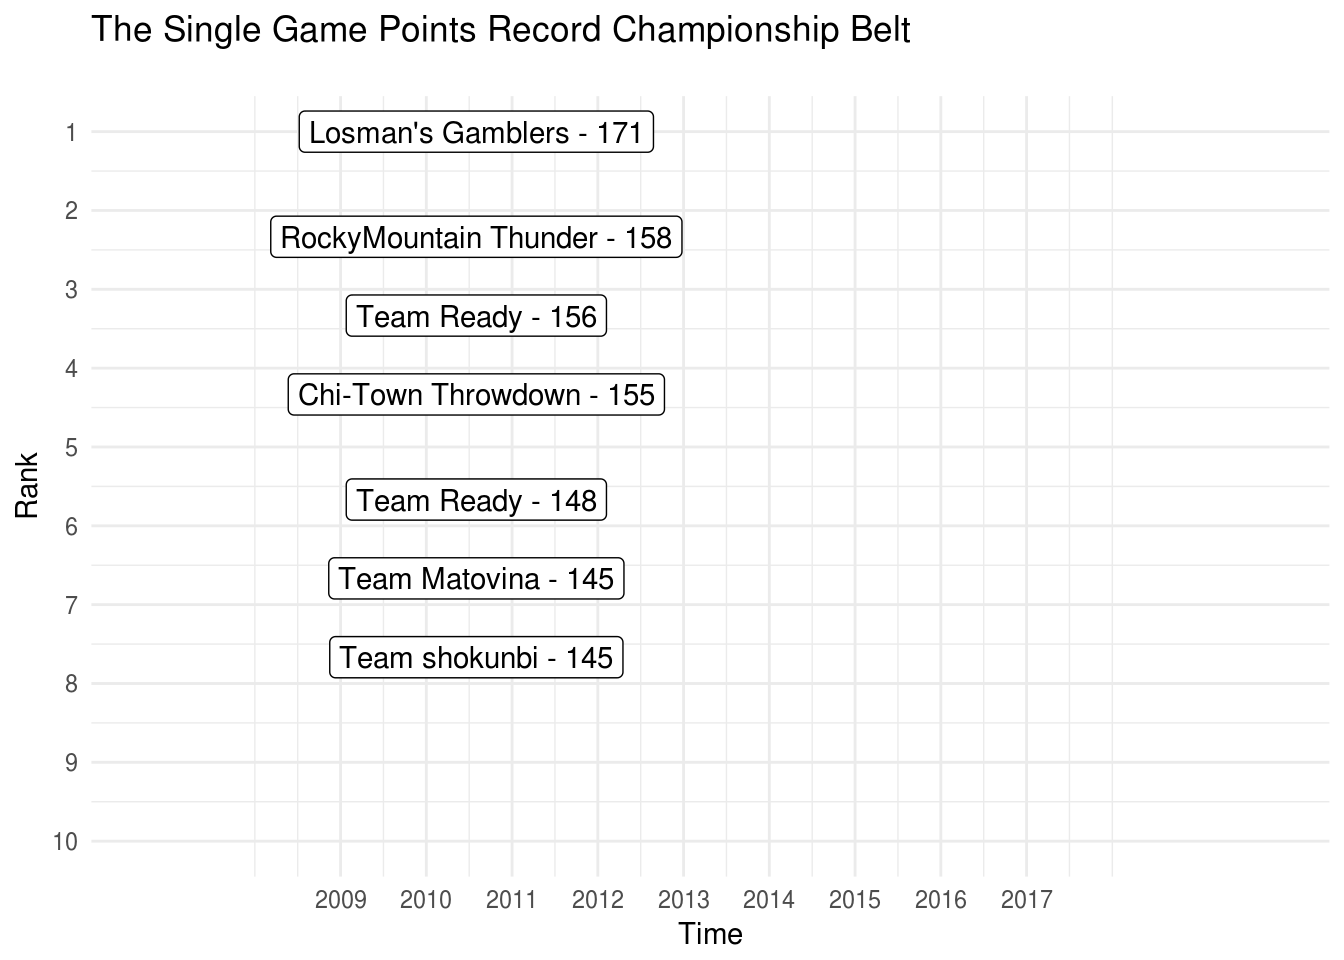 The Single Game Points Record Championship Belt
1
Losman's Gamblers - 171
2
RockyMountain Thunder - 158
3
Team Ready - 156
4
Chi-Town Throwdown - 155
5
Rank
Team Ready - 148
6
Team Matovina - 145
7
Team shokunbi - 145
8
9
10
2009 2010 2011 2012 2013 2014 2015 2016 2017
Time